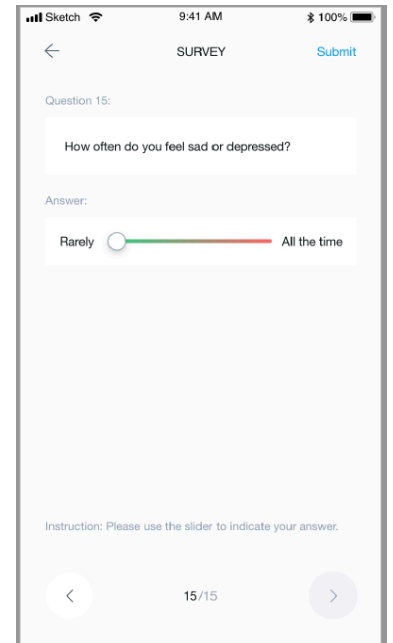 Sketch 9:41 AM 100%
SURVEY Submit
Question 15:
How often do you feel sad or depressed?
Answer:
Rarely All the time
Instruction: Please use the slider to indicate your answer.
15/15